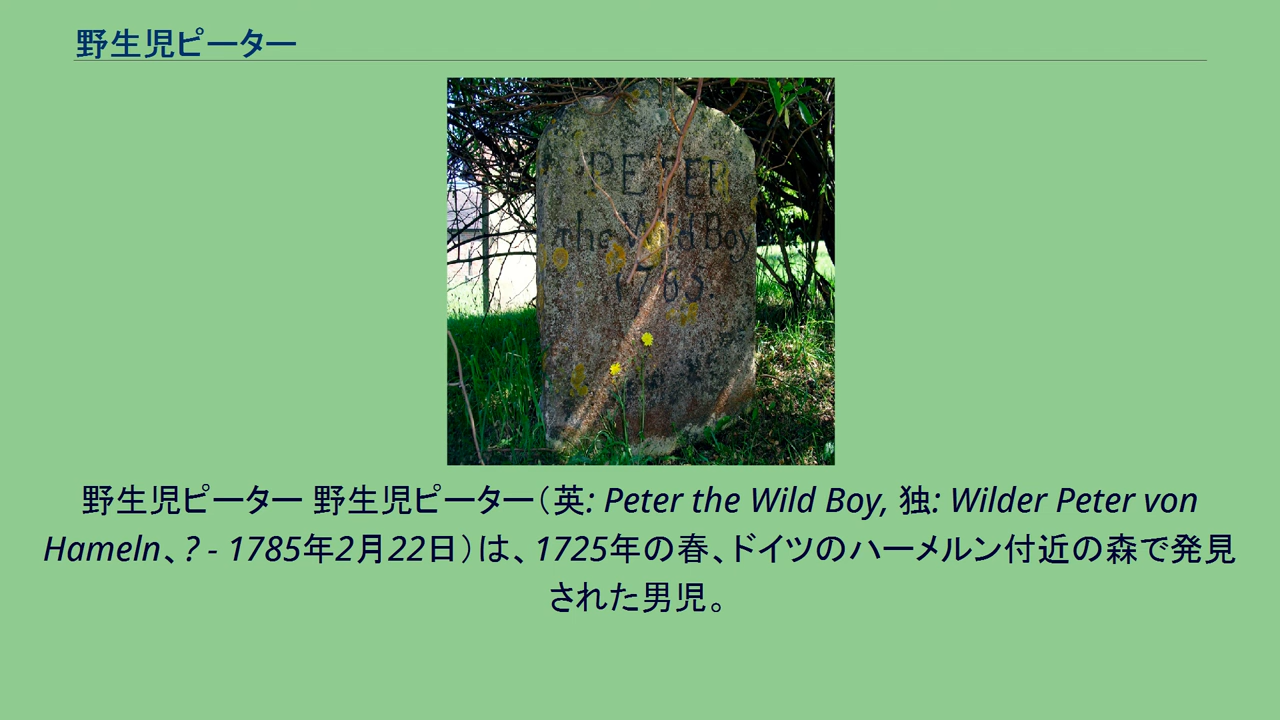 野生児ピーター
PETER
the Wild Boy
1785.
野生児ピーター 野生児ピーター（英: Peter the Wild Boy, 独: Wilder Peter von
Hameln、? - 1785年2月22日）は、1725年の春、ドイツのハーメルン付近の森で発見
された男児。